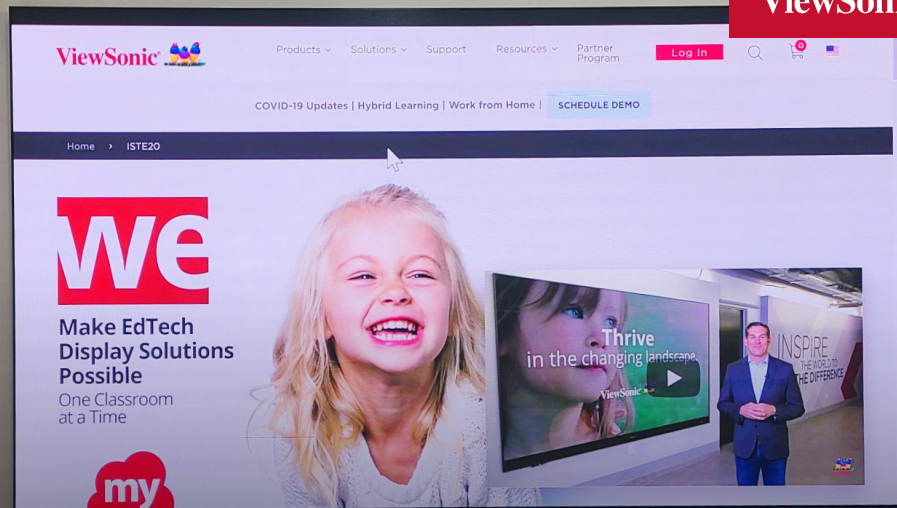 ViewSonic
Products Solutions Support Resources Partner Program Log In 0
COVID-19 Updates | Hybrid Learning | Work from Home | SCHEDULE DEMO
Home > ISTE20
we
Make EdTech
Display Solutions
Possible
One Classroom
at a Time
my
Thrive
in the changing landscape
ViewSonic
INSPIRE
THE WORLD TO
THE DIFFERENCE